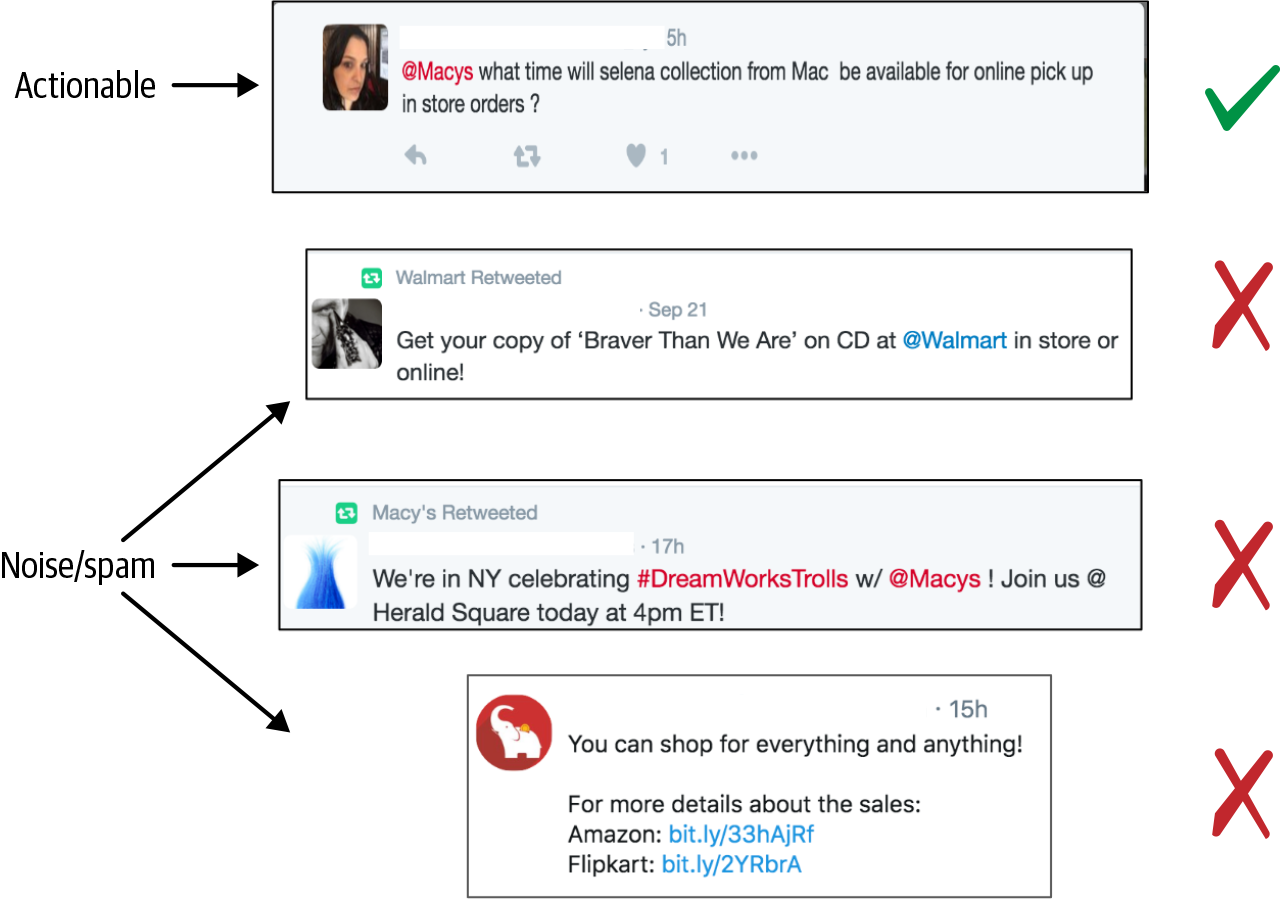 5h
Actionable
@Macys what time will selena collection from Mac be available for online pick up
in store orders ?
1
Walmart Retweeted
· Sep 21
Get your copy of ‘Braver Than We Are’ on CD at @Walmart in store or
online!
Macy's Retweeted
· 17h
Noise/spam
We're in NY celebrating #DreamWorksTrolls w/ @Macys ! Join us @
Herald Square today at 4pm ET!
· 15h
You can shop for everything and anything!
For more details about the sales:
Amazon: bit.ly/33hAjRf
Flipkart: bit.ly/2YRbrA